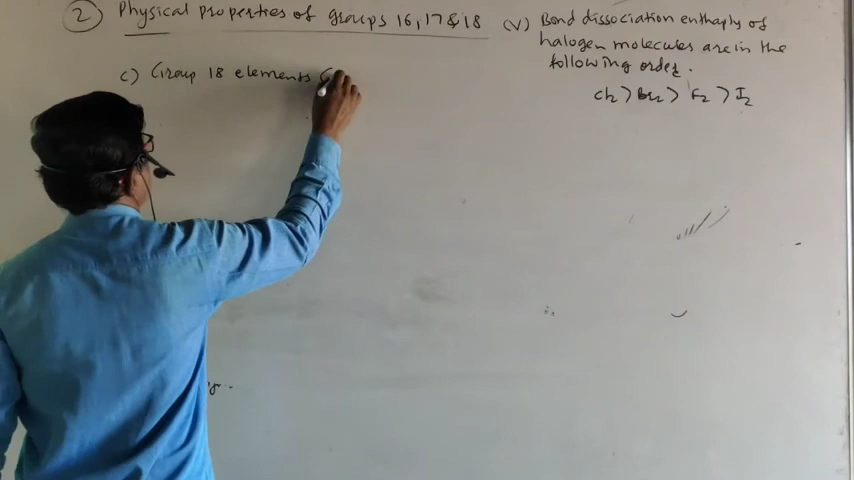 ② Physical properties of groups 16, 17 & 18
c) Group 18 elements (
(V) Bond dissociation enthaply of
halogen molecules are in the
following order.
Cl2 > Br2 > F2 > I2